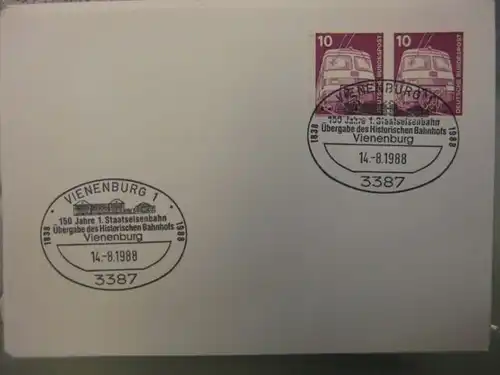 10 10
DEUTSCHE BUNDESPOST DEUTSCHE BUNDESPOST
VIENENBURG 1
150 Jahre 1. Staatseisenbahn
1838 Übergabe des Historischen Bahnhofs 1988
Vienenburg
14.-8.1988
3387
VIENENBURG 1
150 Jahre 1. Staatseisenbahn
1838 Übergabe des Historischen Bahnhofs 1988
Vienenburg
14.-8.1988
3387